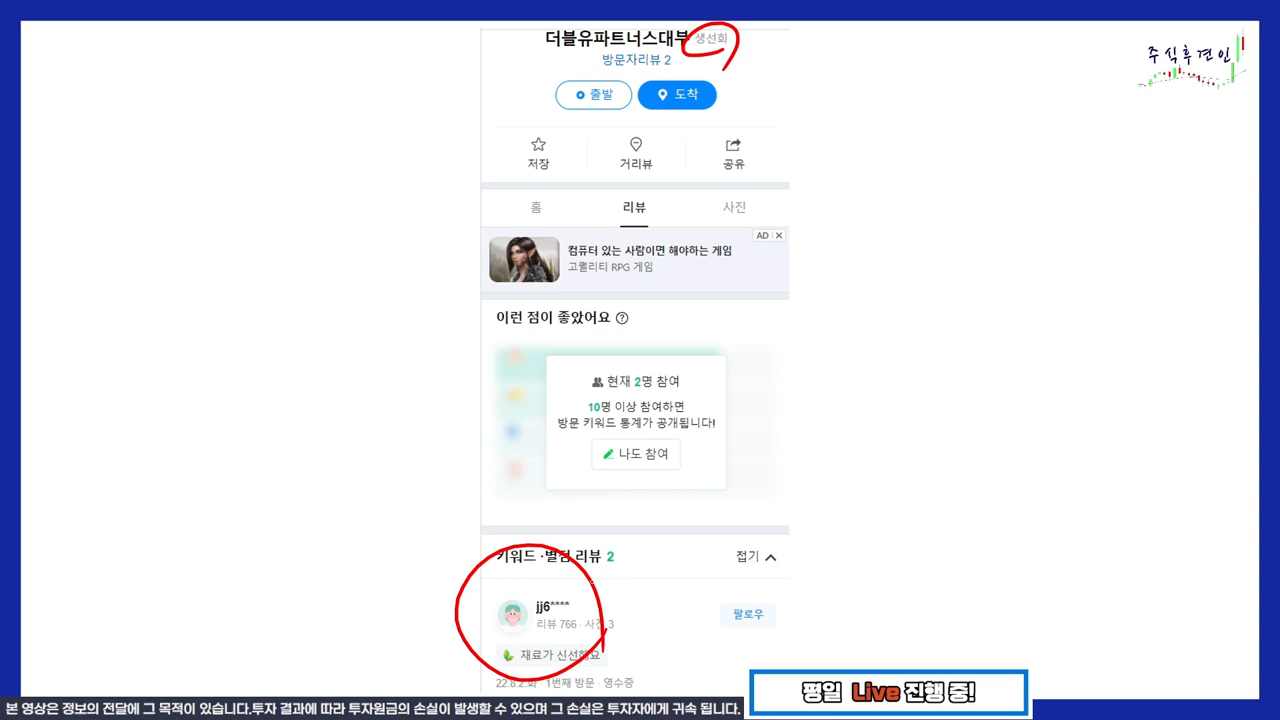 더블유파트너스대부 생선회
방문자리뷰 2
주식후견인
출발 도착
저장 거리뷰 공유
홈 리뷰 사진
AD X
컴퓨터 있는 사람이면 해야하는 게임
고퀄리티 RPG 게임
이런 점이 좋았어요 ?
현재 2명 참여
10명 이상 참여하면
방문 키워드 통계가 공개됩니다!
나도 참여
키워드·별점 리뷰 2 접기
jj6****
리뷰 766 · 사진 3
팔로우
재료가 신선해요
22.8.2.화 · 1번째 방문 · 영수증
평일 Live 진행 중!
본 영상은 정보의 전달에 그 목적이 있습니다.투자 결과에 따라 투자원금의 손실이 발생할 수 있으며 그 손실은 투자자에게 귀속 됩니다.